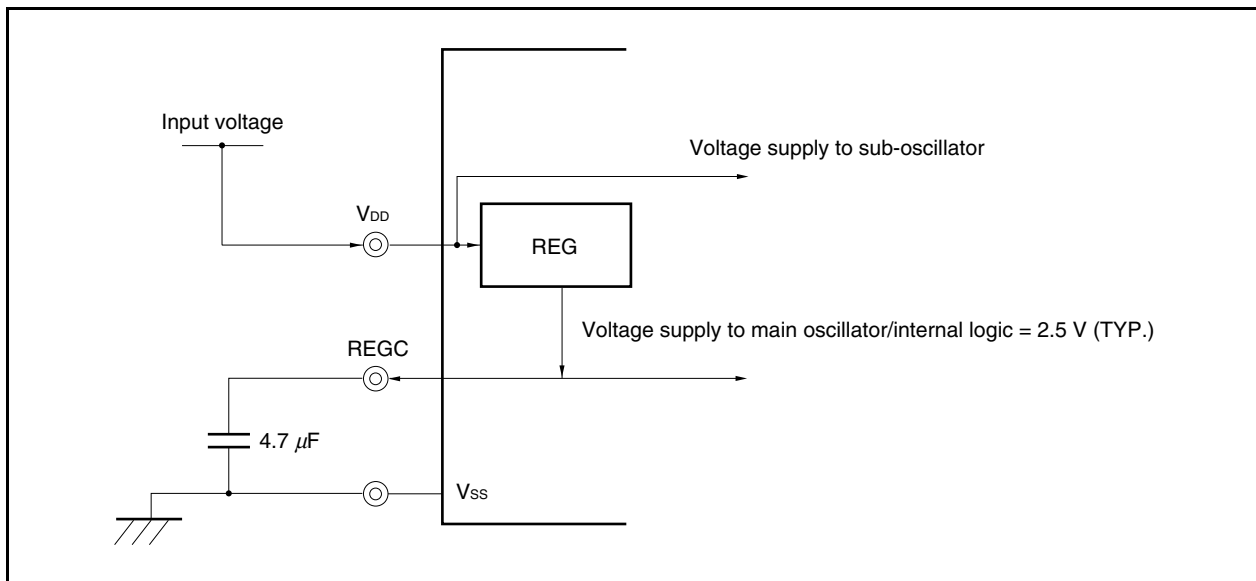 Input voltage
Voltage supply to sub-oscillator
VDD
REG
Voltage supply to main oscillator/internal logic = 2.5 V (TYP.)
REGC
4.7 μF
VSS